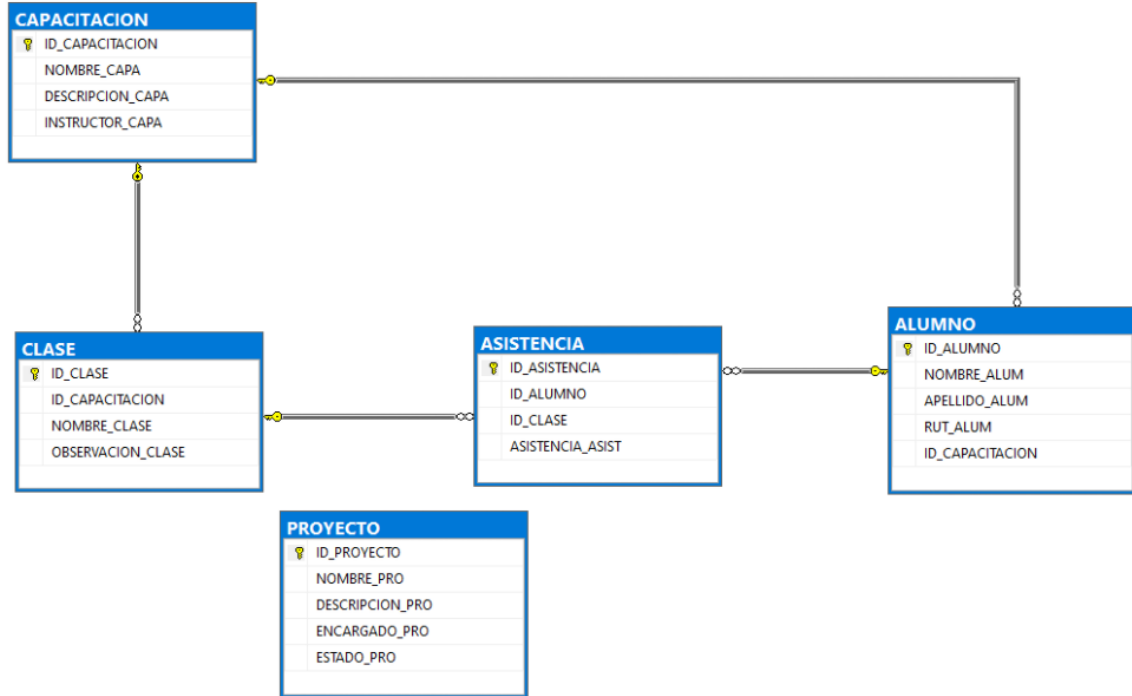 CAPACITACION
ID_CAPACITACION
NOMBRE_CAPA
DESCRIPCION_CAPA
INSTRUCTOR_CAPA
CLASE
ID_CLASE
ID_CAPACITACION
NOMBRE_CLASE
OBSERVACION_CLASE
ASISTENCIA
ID_ASISTENCIA
ID_ALUMNO
ID_CLASE
ASISTENCIA_ASIST
ALUMNO
ID_ALUMNO
NOMBRE_ALUM
APELLIDO_ALUM
RUT_ALUM
ID_CAPACITACION
PROYECTO
ID_PROYECTO
NOMBRE_PRO
DESCRIPCION_PRO
ENCARGADO_PRO
ESTADO_PRO